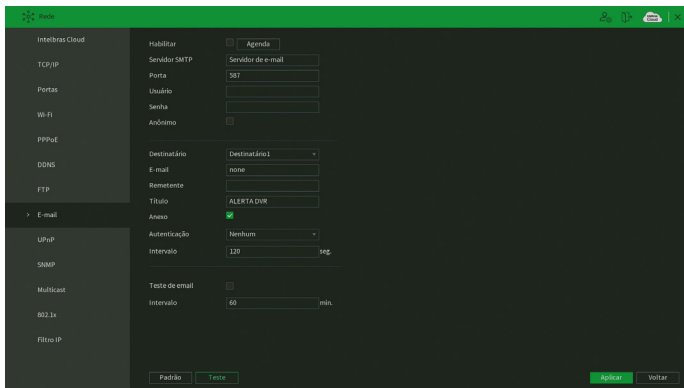 Rede
Intelbras Cloud
TCP/IP
Portas
Wi-Fi
PPPoE
DDNS
FTP
> E-mail
UPnP
SNMP
Multicast
802.1x
Filtro IP
Habilitar Agenda
Servidor SMTP Servidor de e-mail
Porta 587
Usuário
Senha
Anônimo
Destinatário Destinatário1
E-mail none
Remetente
Título ALERTA DVR
Anexo
Autenticação Nenhum
Intervalo 120 seg.
Teste de email
Intervalo 60 min.
Padrão Teste Aplicar Voltar